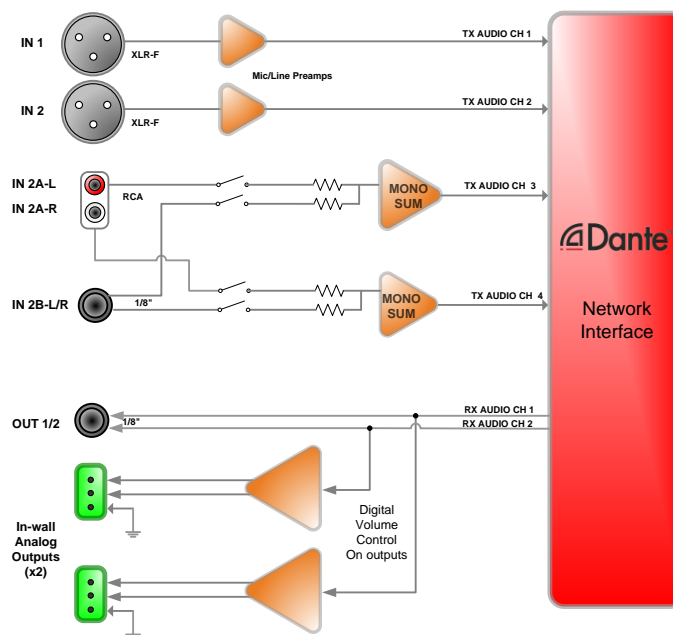 IN 1
XLR-F
TX AUDIO CH 1
Mic/Line Preamps
IN 2
XLR-F
TX AUDIO CH 2
IN 2A-L
IN 2A-R
RCA
MONO
SUM
TX AUDIO CH 3
Dante
Network
Interface
IN 2B-L/R
1/8"
MONO
SUM
TX AUDIO CH 4
OUT 1/2
1/8"
RX AUDIO CH 1
RX AUDIO CH 2
In-wall
Analog
Outputs
(x2)
Digital
Volume
Control
On outputs